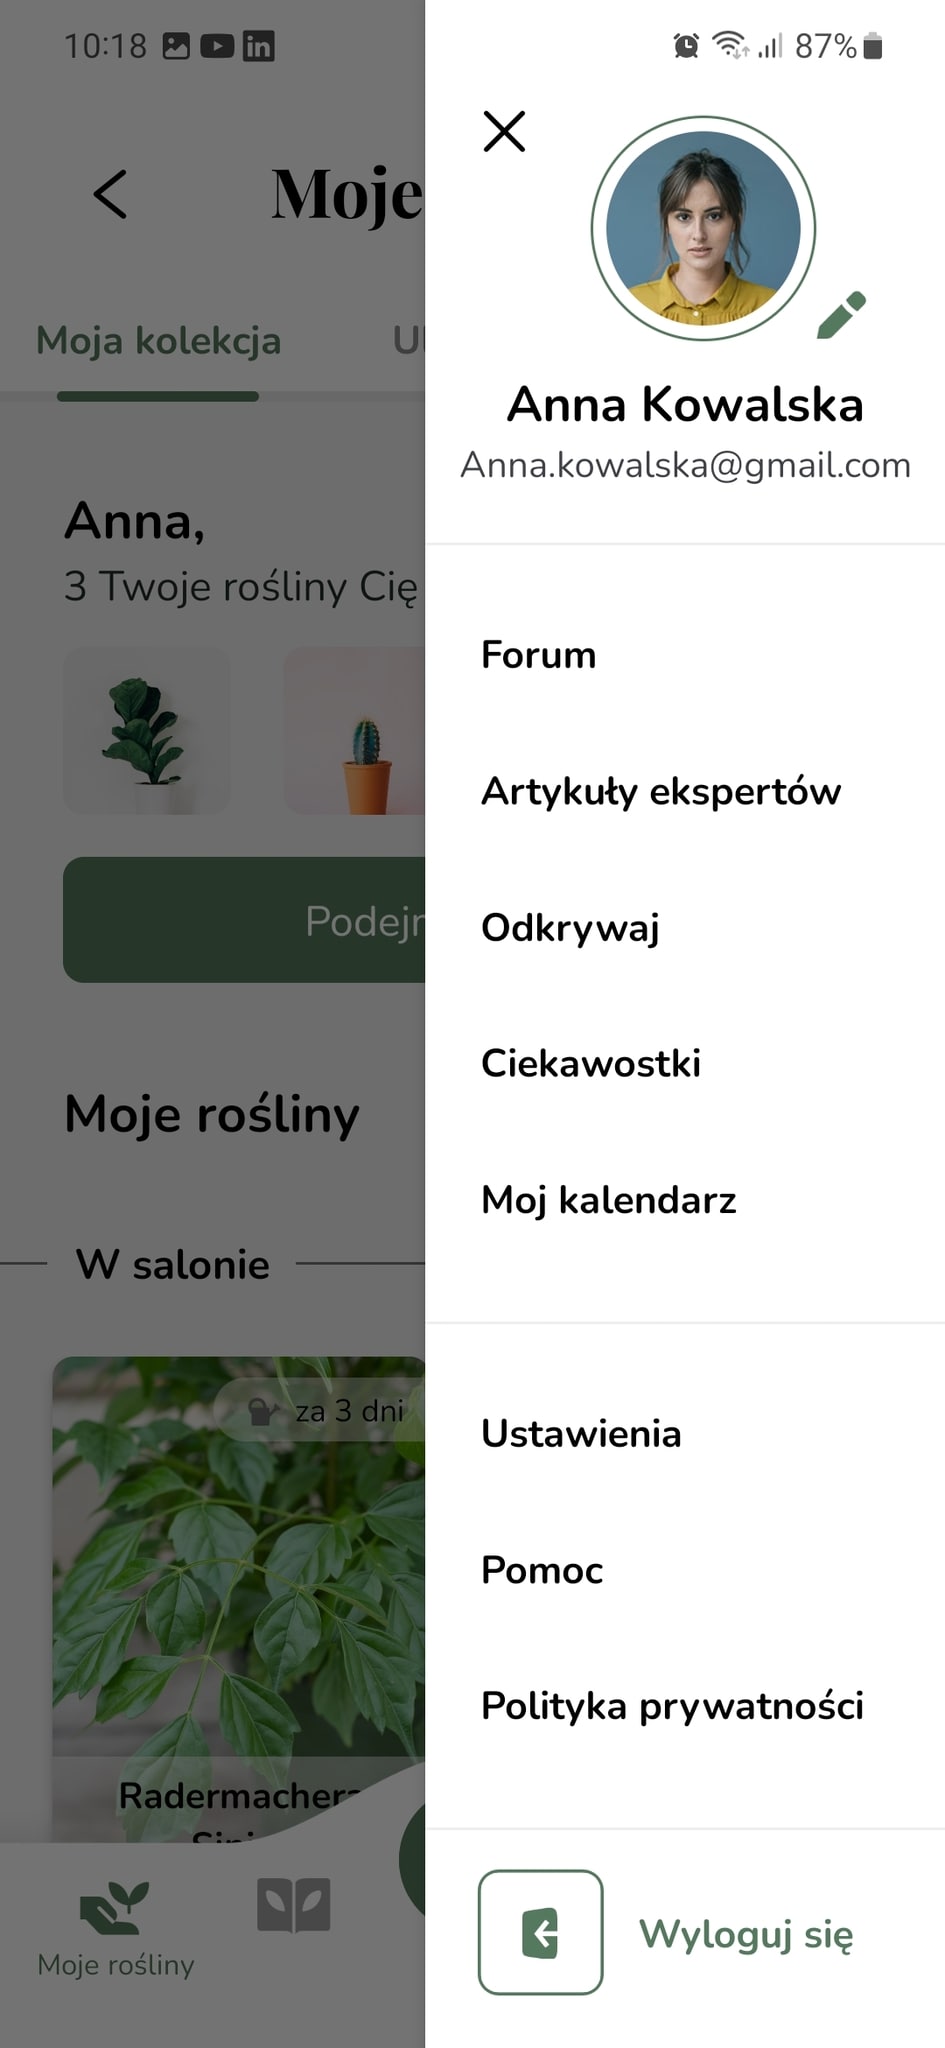 10:18
87%
Moje
Moja kolekcja
Anna Kowalska
Anna.kowalska@gmail.com
Anna,
3 Twoje rośliny Cię
Podejr
Moje rośliny
W salonie
za 3 dni
Radermachera
Moje rośliny
Forum
Artykuły ekspertów
Odkrywaj
Ciekawostki
Moj kalendarz
Ustawienia
Pomoc
Polityka prywatności
Wyloguj się